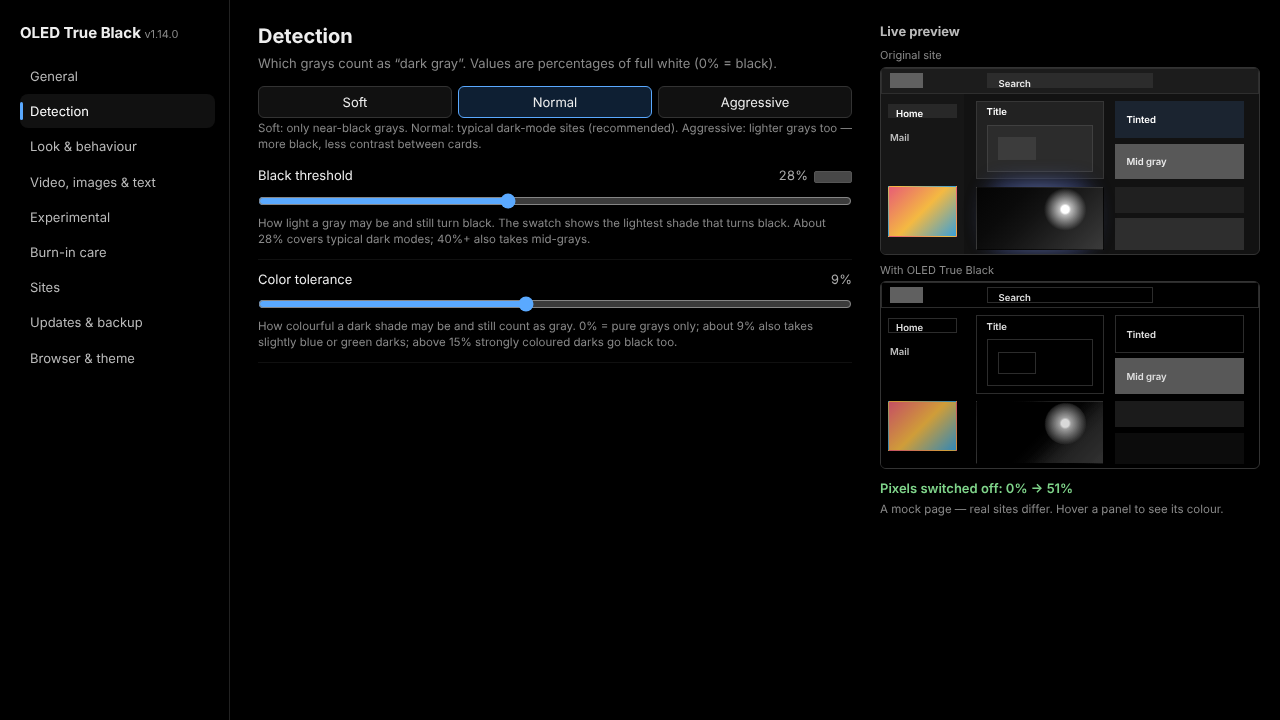 OLED True Black v1.14.0
General
Detection
Look & behaviour
Video, images & text
Experimental
Burn-in care
Sites
Updates & backup
Browser & theme
Detection
Which grays count as “dark gray”. Values are percentages of full white (0% = black).
Soft
Normal
Aggressive
Soft: only near-black grays. Normal: typical dark-mode sites (recommended). Aggressive: lighter grays too —
more black, less contrast between cards.
Black threshold
28%
How light a gray may be and still turn black. The swatch shows the lightest shade that turns black. About
28% covers typical dark modes; 40%+ also takes mid-grays.
Color tolerance
9%
How colourful a dark shade may be and still count as gray. 0% = pure grays only; about 9% also takes
slightly blue or green darks; above 15% strongly coloured darks go black too.
Live preview
Original site
Search
Home
Mail
Title
Tinted
Mid gray
With OLED True Black
Search
Home
Mail
Title
Tinted
Mid gray
Pixels switched off: 0% → 51%
A mock page — real sites differ. Hover a panel to see its colour.